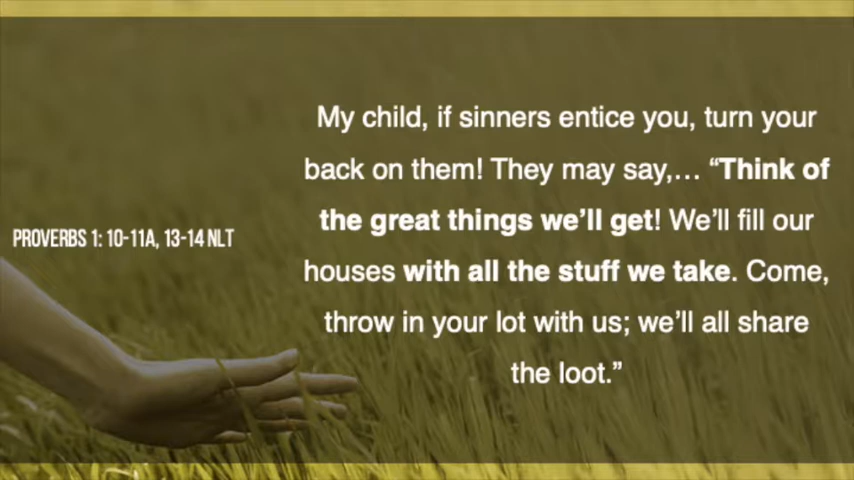 PROVERBS 1: 10-11A, 13-14 NLT
My child, if sinners entice you, turn your
back on them! They may say,... “Think of
the great things we’ll get! We’ll fill our
houses with all the stuff we take. Come,
throw in your lot with us; we’ll all share
the loot.”